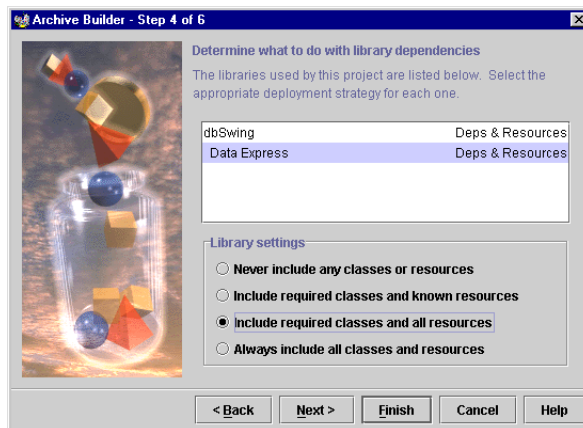 Archive Builder - Step 4 of 6
Determine what to do with library dependencies
The libraries used by this project are listed below. Select the
appropriate deployment strategy for each one.
dbSwing Deps & Resources
Data Express Deps & Resources
Library settings
Never include any classes or resources
Include required classes and known resources
Include required classes and all resources
Always include all classes and resources
< Back Next > Finish Cancel Help